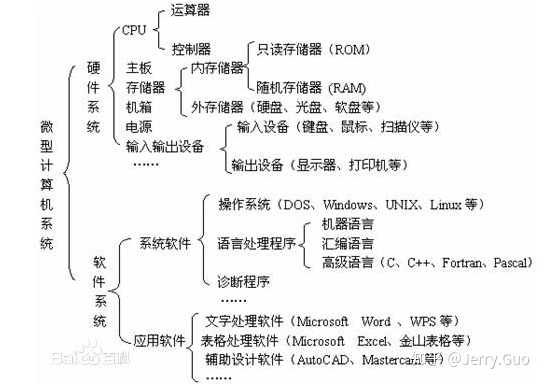 微型计算机系统
硬件系统
CPU
运算器
控制器
主板
存储器
内存储器
只读存储器(ROM)
随机存储器(RAM)
外存储器(硬盘、光盘、软盘等)
机箱
电源
输入输出设备
输入设备(键盘、鼠标、扫描仪等)
输出设备(显示器、打印机等)
……
软件系统
系统软件
操作系统(DOS、Windows、UNIX、Linux等)
语言处理程序
机器语言
汇编语言
高级语言(C、C++、Fortran、Pascal)
诊断程序
……
应用软件
文字处理软件(Microsoft Word 、WPS等)
表格处理软件(Microsoft Excel、金山表格等)
辅助设计软件(AutoCAD、Mastercam等)
……
Bai百科
知乎 @Jerry.Guo